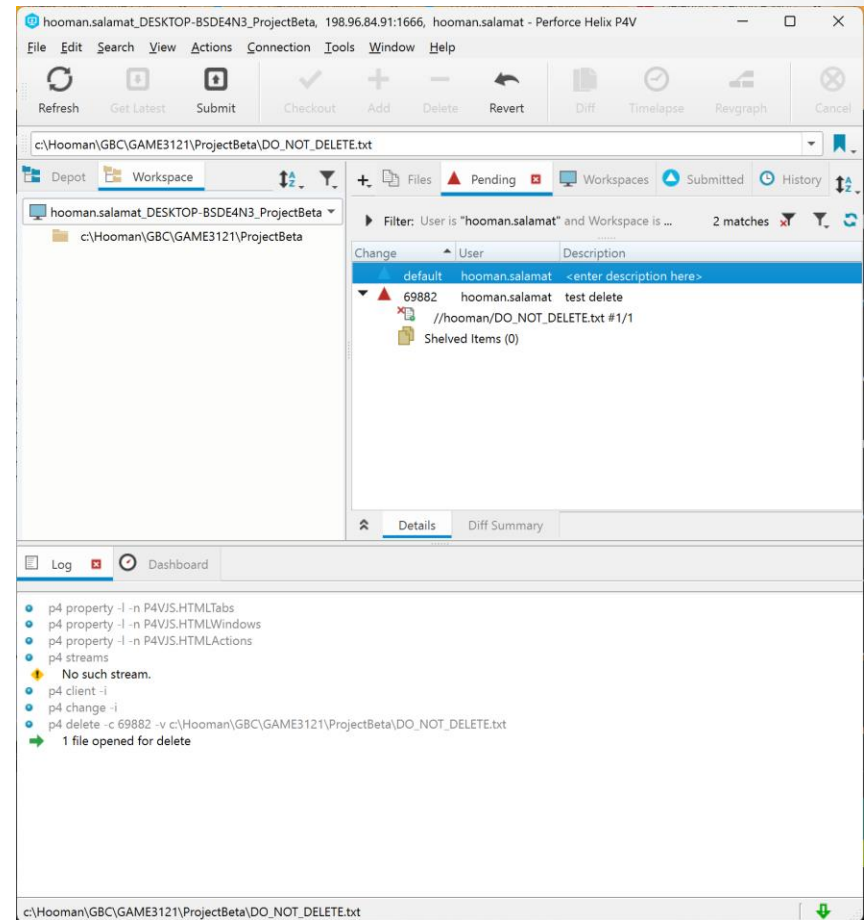 hooman.salamat_DESKTOP-BSDE4N3_ProjectBeta, 198.96.84.91:1666, hooman.salamat - Perforce Helix P4V
File Edit Search View Actions Connection Tools Window Help
Refresh Get Latest Submit Checkout Add Delete Revert Diff Timelapse Revgraph Cancel
c:\Hooman\GBC\GAME3121\ProjectBeta\DO_NOT_DELETE.txt
Depot Workspace
Files Pending Workspaces Submitted History
hooman.salamat_DESKTOP-BSDE4N3_ProjectBeta
Filter: User is "hooman.salamat" and Workspace is ... 2 matches
c:\Hooman\GBC\GAME3121\ProjectBeta
Change User Description
default hooman.salamat <enter description here>
69882 hooman.salamat test delete
//hooman/DO_NOT_DELETE.txt #1/1
Shelved Items (0)
Details Diff Summary
Log Dashboard
p4 property -l -n P4VJS.HTMLTabs
p4 property -l -n P4VJS.HTMLWindows
p4 property -l -n P4VJS.HTMLActions
p4 streams
No such stream.
p4 client -i
p4 change -i
p4 delete -c 69882 -v c:\Hooman\GBC\GAME3121\ProjectBeta\DO_NOT_DELETE.txt
1 file opened for delete
c:\Hooman\GBC\GAME3121\ProjectBeta\DO_NOT_DELETE.txt